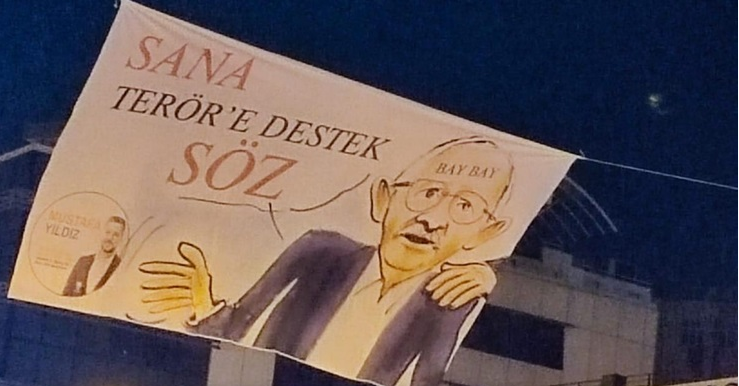 SANA
TERÖR'E DESTEK
SÖZ
BAY BAY
MUSTAFA
YILDIZ